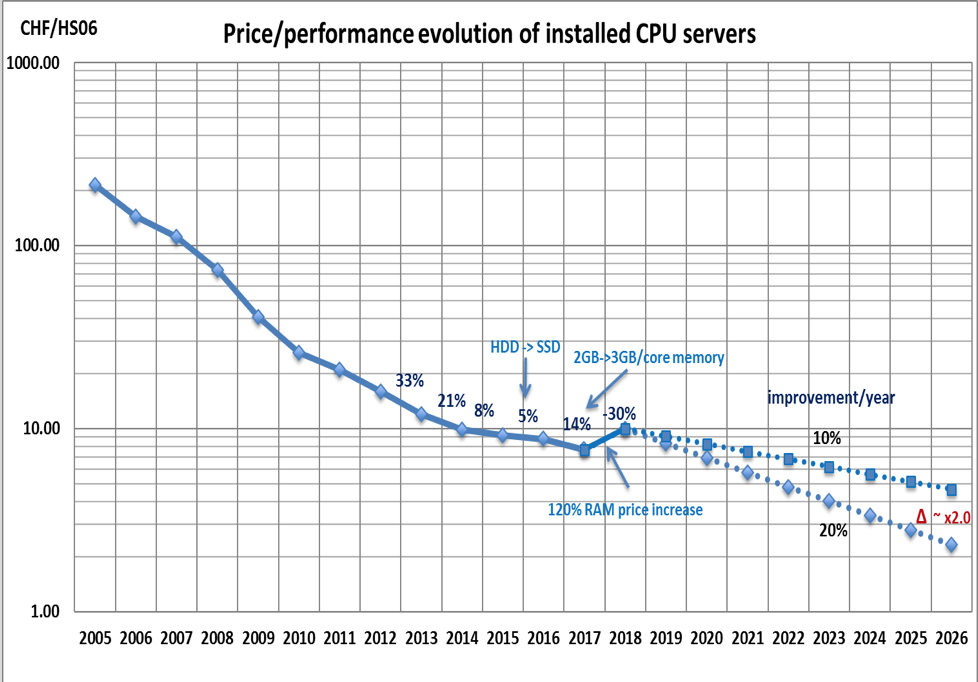 CHF/HS06
Price/performance evolution of installed CPU servers
1000.00
100.00
HDD -> SSD
2GB->3GB/core memory
33%
21%
8%
5%
14%
-30%
improvement/year
10.00
10%
120% RAM price increase
20%
Δ ~ x2.0
1.00
2005 2006 2007 2008 2009 2010 2011 2012 2013 2014 2015 2016 2017 2018 2019 2020 2021 2022 2023 2024 2025 2026